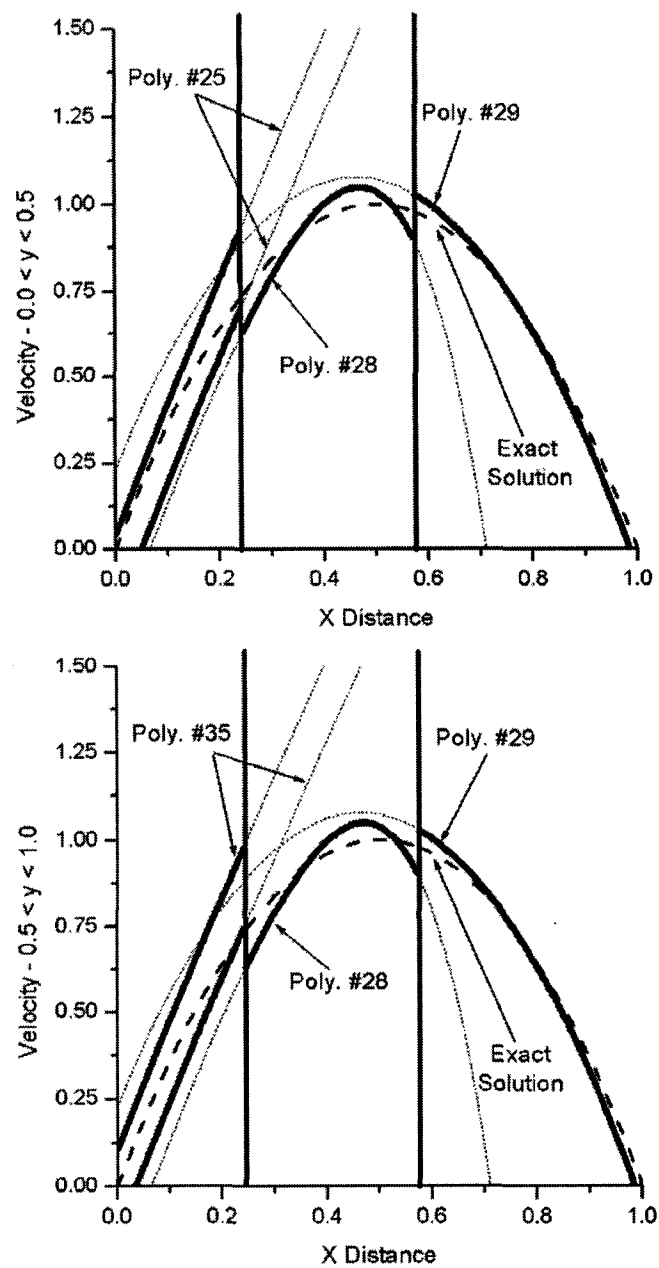 1.50
1.25
1.00
0.75
0.50
0.25
0.00
Velocity - 0.0 < y < 0.5
Poly. #25
Poly. #29
Poly. #28
Exact
Solution
0.0 0.2 0.4 0.6 0.8 1.0
X Distance
1.50
1.25
1.00
0.75
0.50
0.25
0.00
Velocity - 0.5 < y < 1.0
Poly. #35
Poly. #29
Poly. #28
Exact
Solution
0.0 0.2 0.4 0.6 0.8 1.0
X Distance